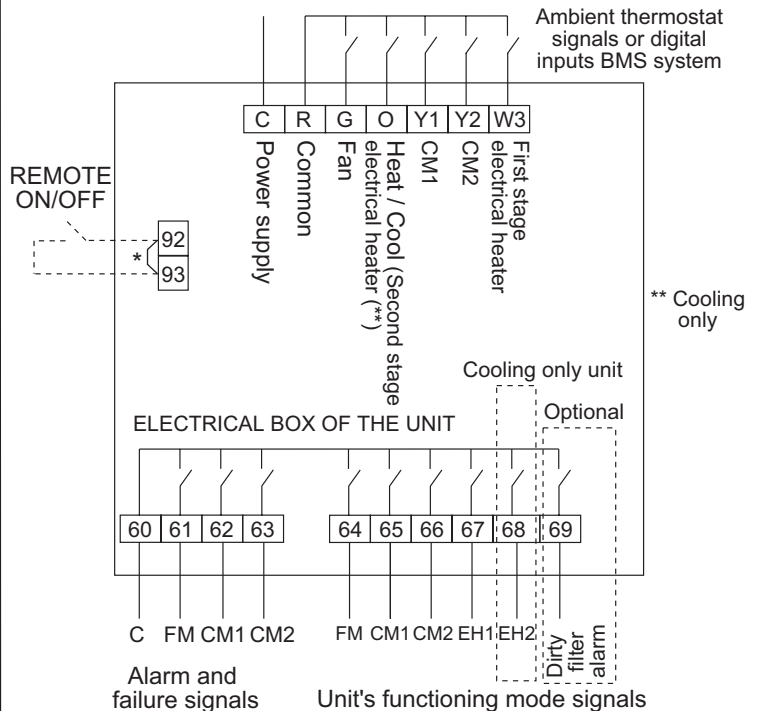 Ambient thermostat
signals or digital
inputs BMS system
C R G O Y1 Y2 W3
Power supply
Common
Fan
Heat / Cool (Second stage
electrical heater (**)
CM1
CM2
First stage
electrical heater
REMOTE
ON/OFF
92
*
93
** Cooling
only
Cooling only unit
Optional
ELECTRICAL BOX OF THE UNIT
60 61 62 63 64 65 66 67 68 69
C FM CM1 CM2 FM CM1 CM2 EH1 EH2
Dirty
filter
alarm
Alarm and
failure signals
Unit's functioning mode signals